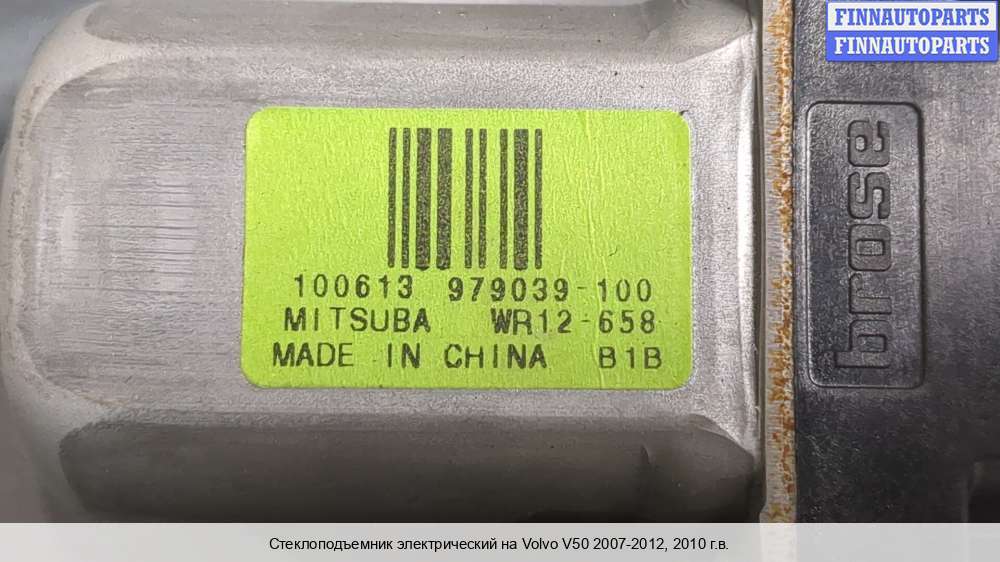 FINNAUTOPARTS
FINNAUTOPARTS
brose
100613 979039-100
MITSUBA WR12-658
MADE IN CHINA B1B
Стеклоподъемник электрический на Volvo V50 2007-2012, 2010 г.в.